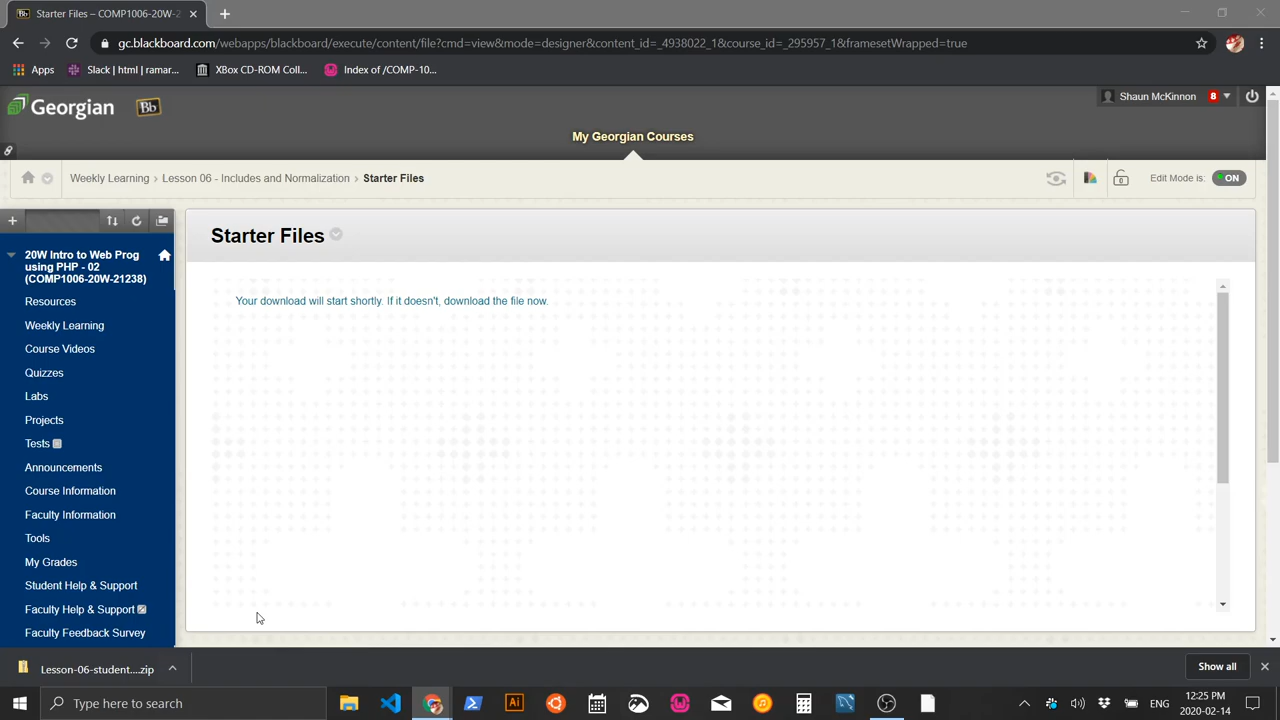 Starter Files – COMP1006-20W-2
gc.blackboard.com/webapps/blackboard/execute/content/file?cmd=view&mode=designer&content_id=_4938022_1&course_id=_295957_1&framesetWrapped=true
Apps
Slack | html | ramar...
XBox CD-ROM Coll...
Index of /COMP-10...
Georgian
Bb
Shaun McKinnon
8
My Georgian Courses
Weekly Learning
Lesson 06 - Includes and Normalization
Starter Files
Edit Mode is:
ON
20W Intro to Web Prog
using PHP - 02
(COMP1006-20W-21238)
Resources
Weekly Learning
Course Videos
Quizzes
Labs
Projects
Tests
Announcements
Course Information
Faculty Information
Tools
My Grades
Student Help & Support
Faculty Help & Support
Faculty Feedback Survey
Starter Files
Your download will start shortly. If it doesn't, download the file now.
Lesson-06-student....zip
Show all
Type here to search
Ai
ENG
12:25 PM
2020-02-14